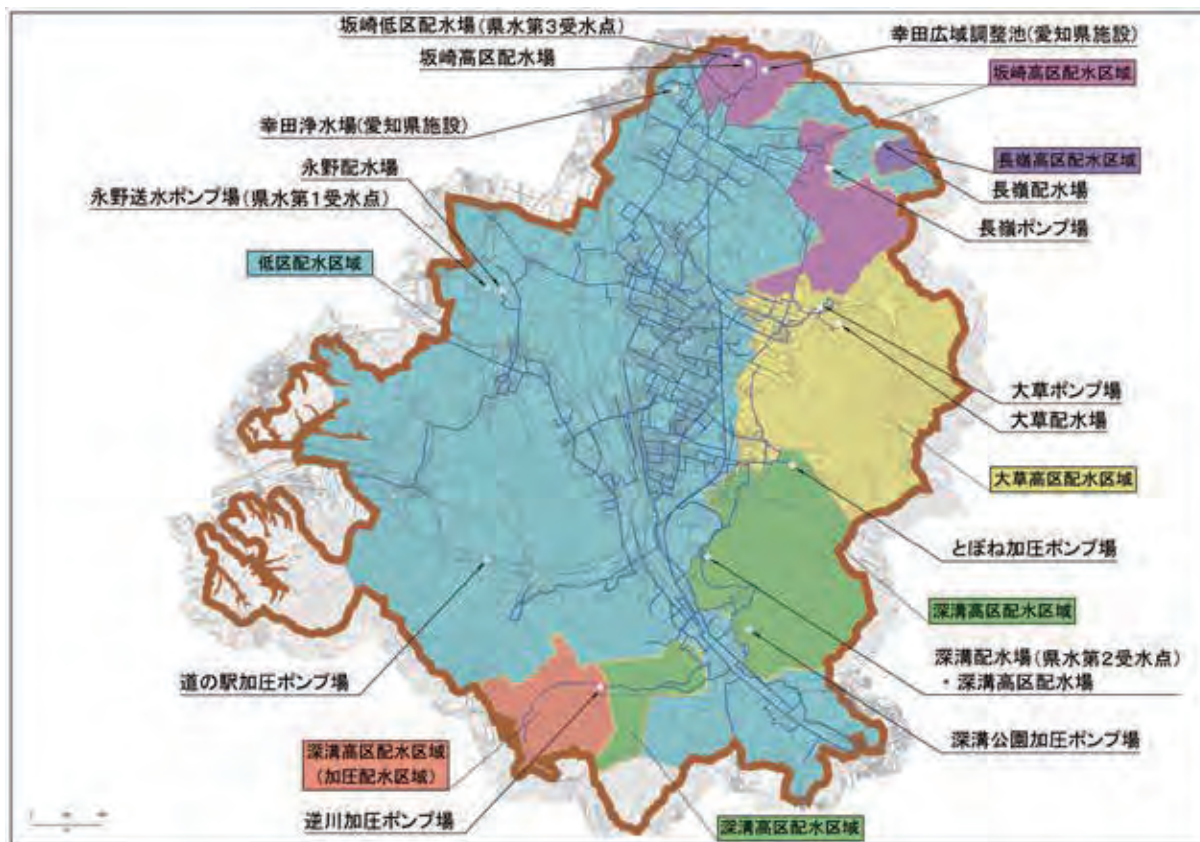 坂崎低区配水場(県水第3受水点)
幸田広域調整池(愛知県施設)
坂崎高区配水場
坂崎高区配水区域
幸田浄水場(愛知県施設)
長嶺高区配水区域
永野配水場
長嶺配水場
永野送水ポンプ場(県水第1受水点)
長嶺ポンプ場
低区配水区域
大草ポンプ場
大草配水場
大草高区配水区域
とぼね加圧ポンプ場
深溝高区配水区域
深溝配水場(県水第2受水点)
・深溝高区配水場
道の駅加圧ポンプ場
深溝公園加圧ポンプ場
深溝高区配水区域
(加圧配水区域)
逆川加圧ポンプ場
深溝高区配水区域